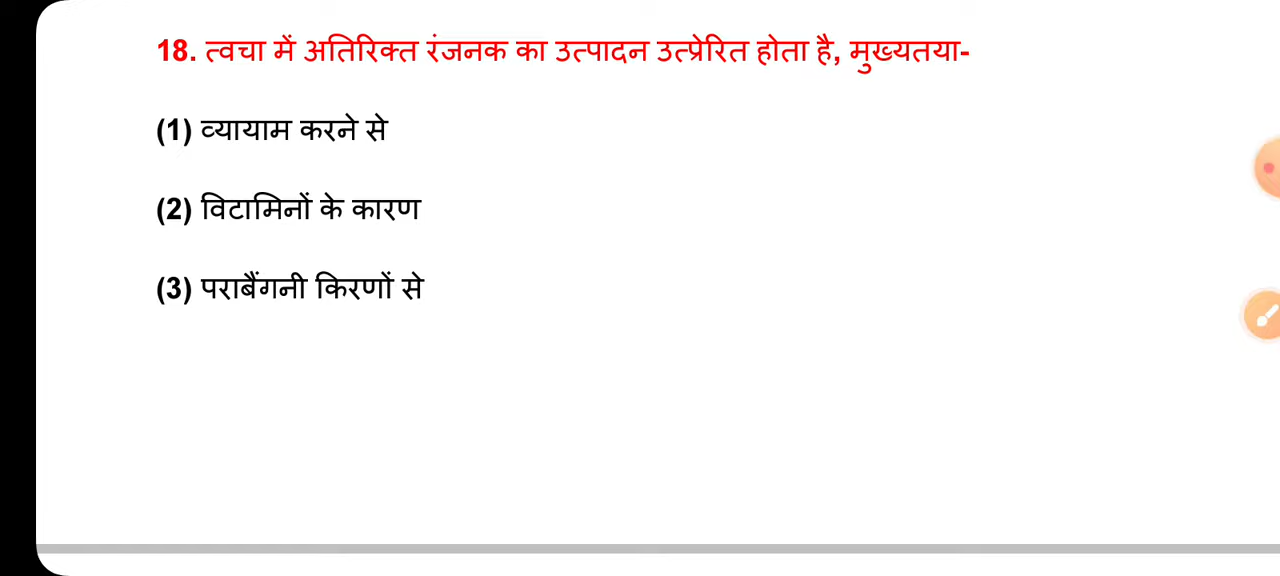 18. त्वचा में अतिरिक्त रंजनक का उत्पादन उत्प्रेरित होता है, मुख्यतया-
(1) व्यायाम करने से
(2) विटामिनों के कारण
(3) पराबैंगनी किरणों से